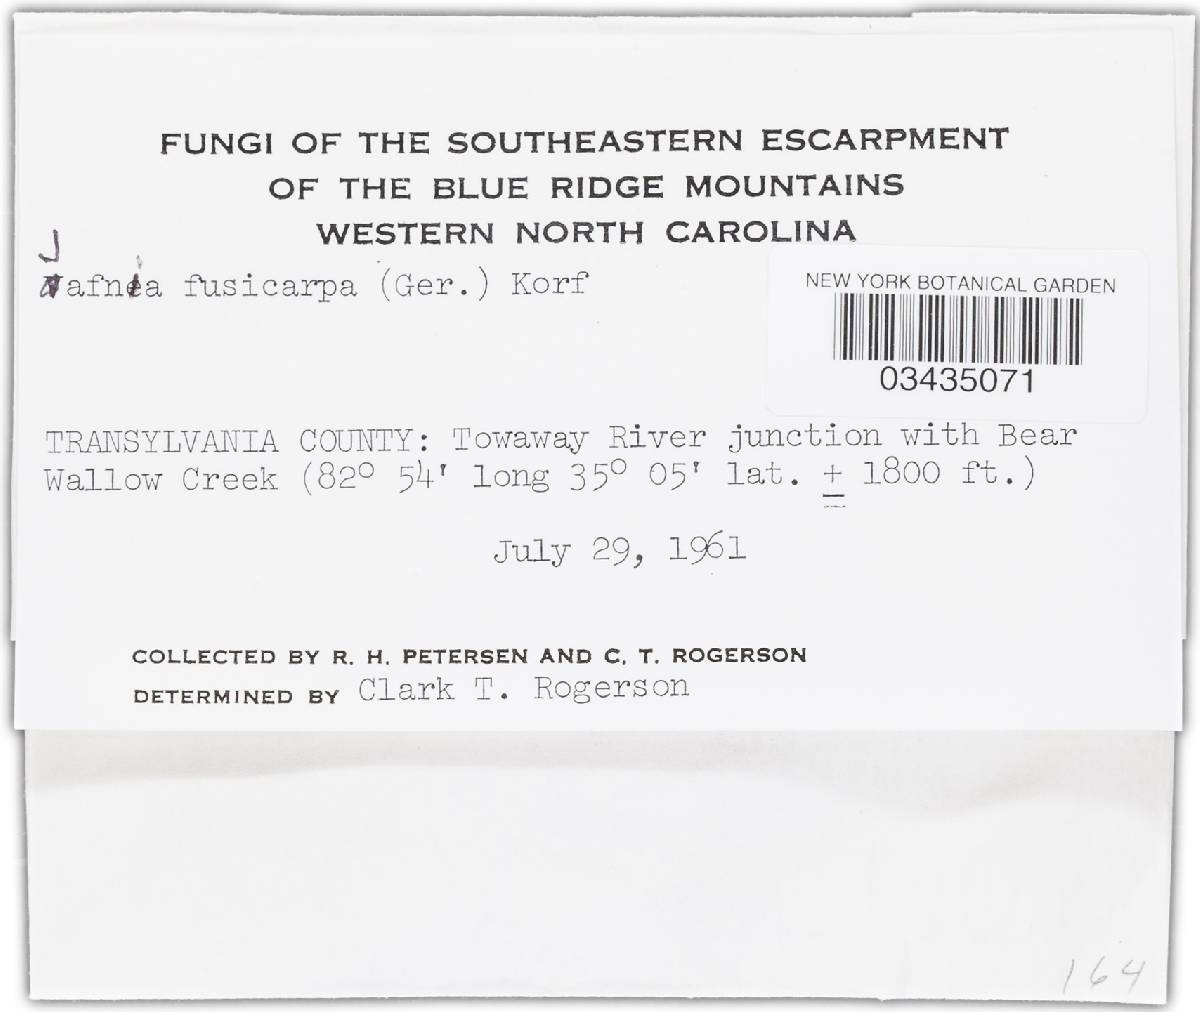 FUNGI OF THE SOUTHEASTERN ESCARPMENT
OF THE BLUE RIDGE MOUNTAINS
WESTERN NORTH CAROLINA
Jafnea fusicarpa (Ger.) Korf
NEW YORK BOTANICAL GARDEN
03435071
TRANSYLVANIA COUNTY: Towaway River junction with Bear
Wallow Creek (82° 54' long 35° 05' lat. ± 1800 ft.)
July 29, 1961
COLLECTED BY R. H. PETERSEN AND C. T. ROGERSON
DETERMINED BY Clark T. Rogerson
164